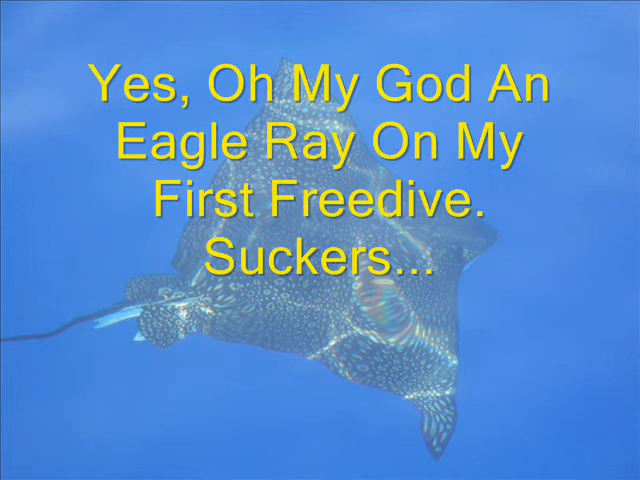 Yes, Oh My God An
Eagle Ray On My
First Freedive.
Suckers...